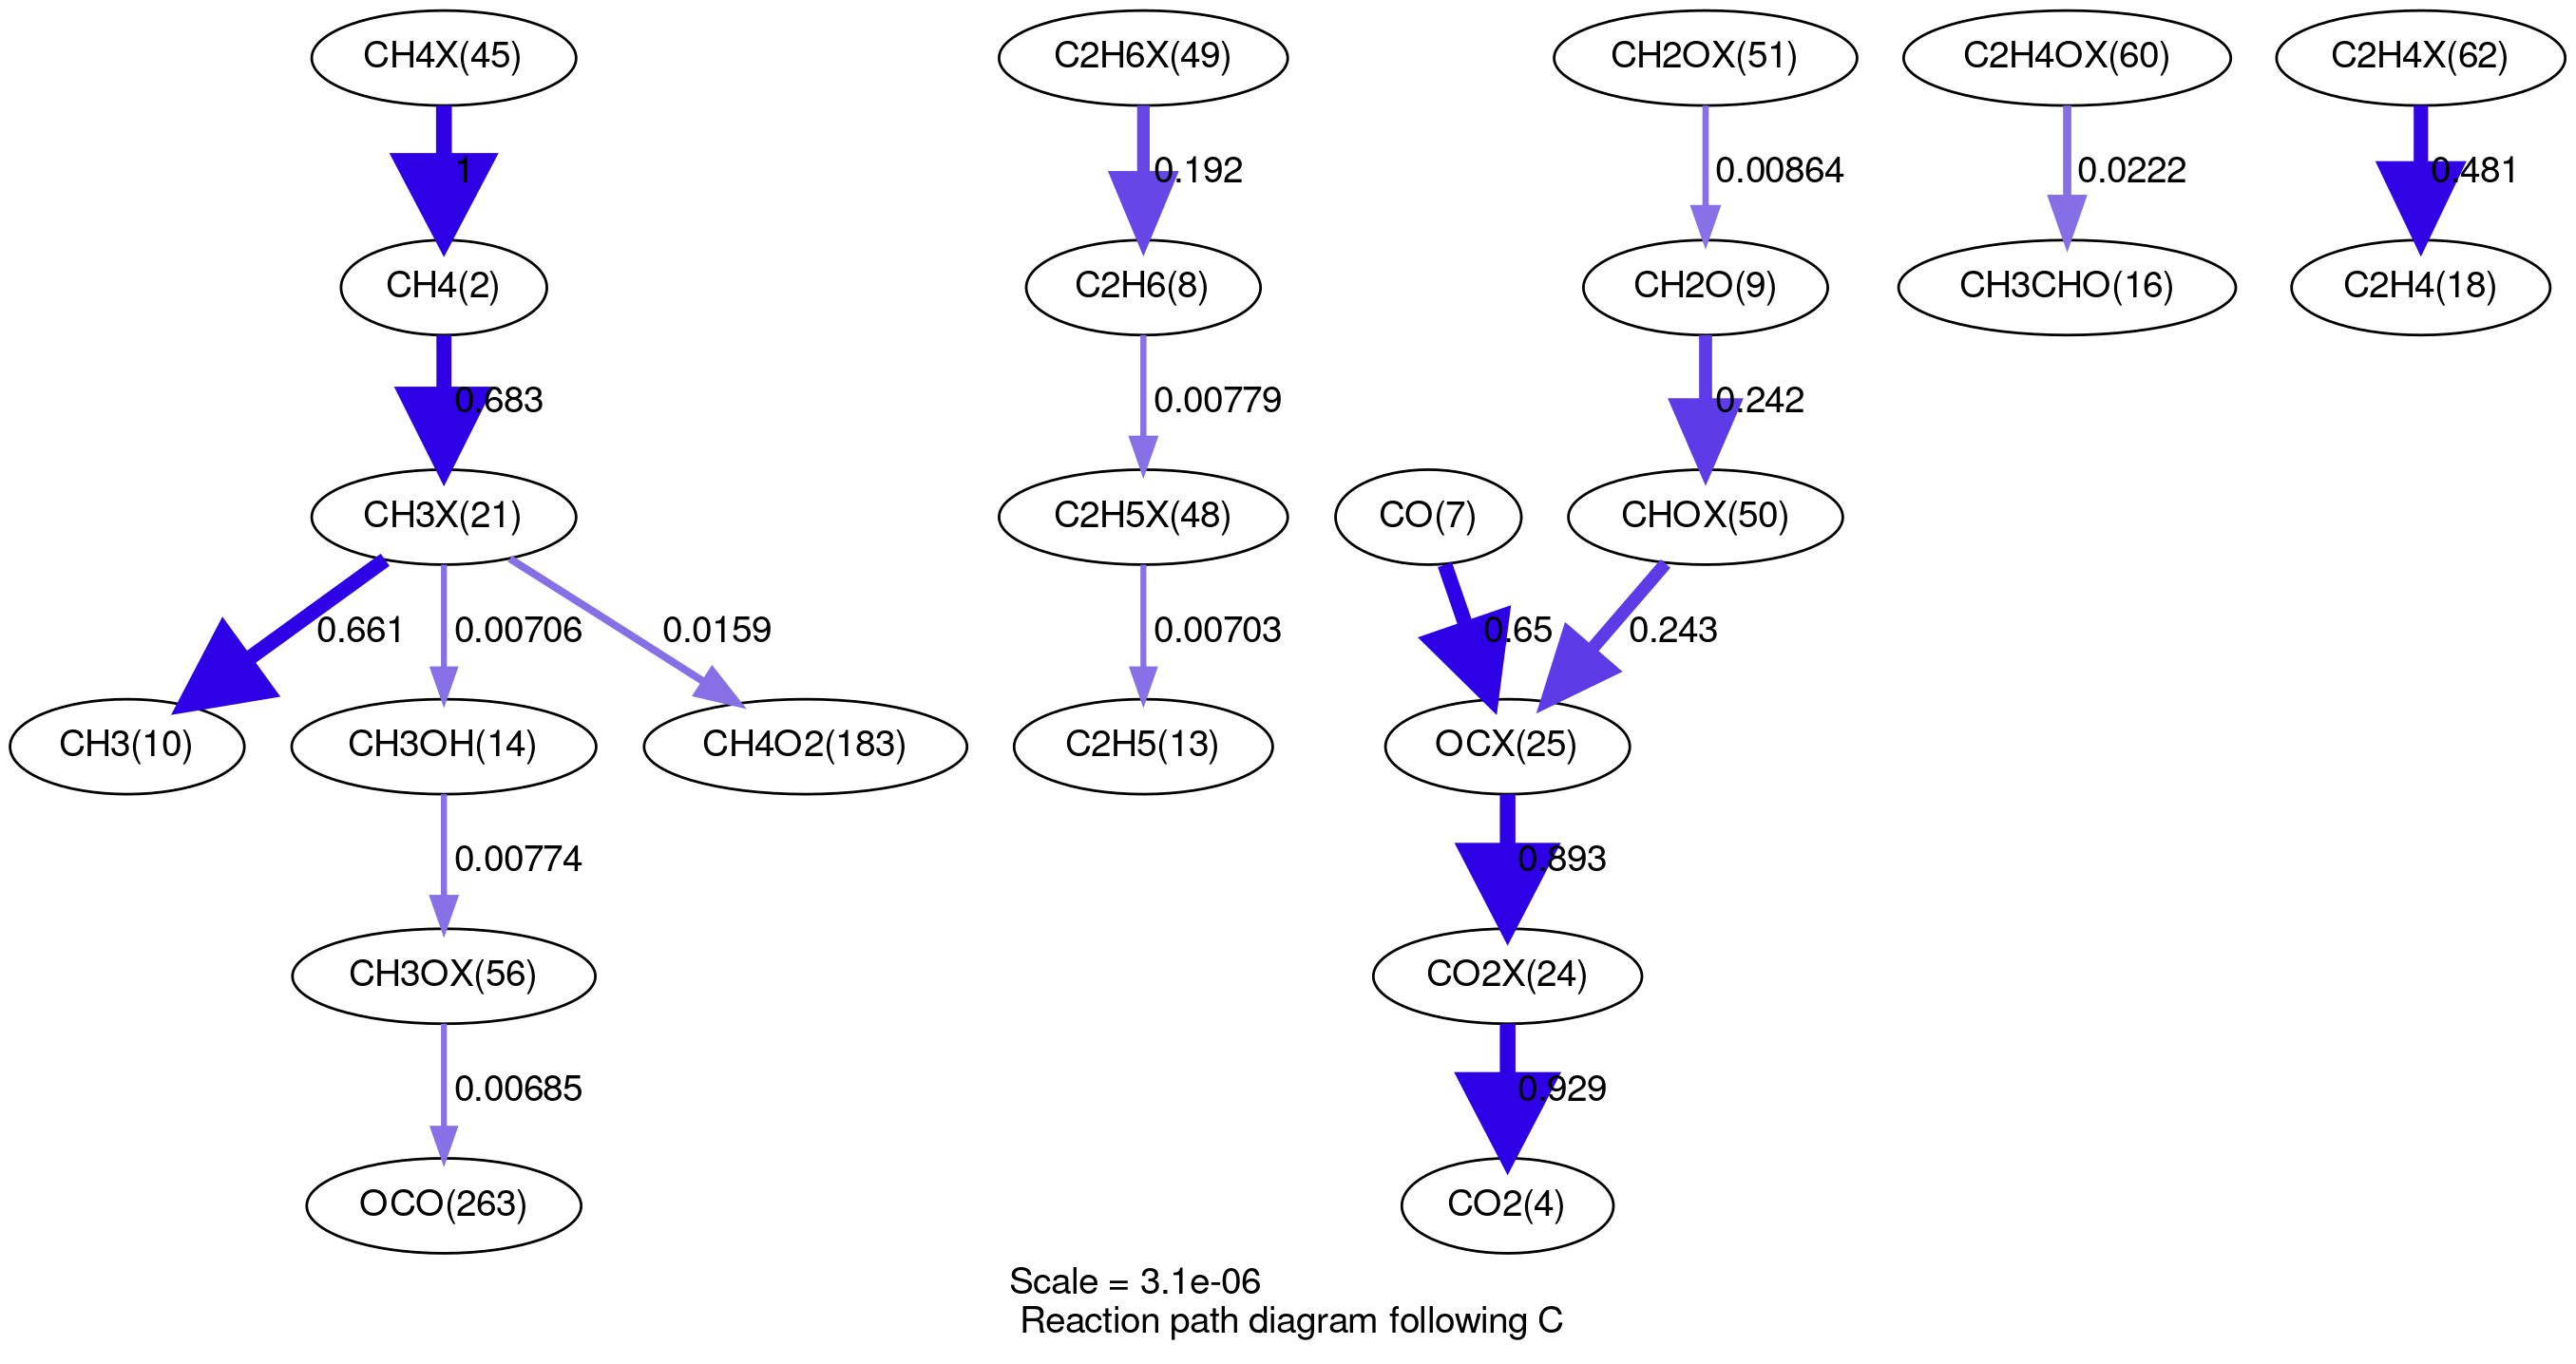 CH4X(45)
C2H6X(49)
CH2OX(51)
C2H4OX(60)
C2H4X(62)
1
0.192
0.00864
0.0222
0.481
CH4(2)
C2H6(8)
CH2O(9)
CH3CHO(16)
C2H4(18)
0.683
0.00779
0.242
CH3X(21)
C2H5X(48)
CO(7)
CHOX(50)
0.661
0.00706
0.0159
0.00703
0.65
0.243
CH3(10)
CH3OH(14)
CH4O2(183)
C2H5(13)
OCX(25)
0.00774
0.893
CH3OX(56)
CO2X(24)
0.00685
0.929
OCO(263)
CO2(4)
Scale = 3.1e-06
Reaction path diagram following C